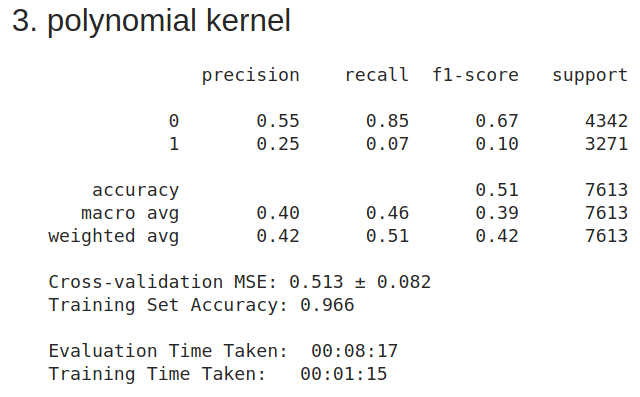 3. polynomial kernel
precision recall f1-score support
0 0.55 0.85 0.67 4342
1 0.25 0.07 0.10 3271
accuracy 0.51 7613
macro avg 0.40 0.46 0.39 7613
weighted avg 0.42 0.51 0.42 7613
Cross-validation MSE: 0.513 ± 0.082
Training Set Accuracy: 0.966
Evaluation Time Taken: 00:08:17
Training Time Taken: 00:01:15